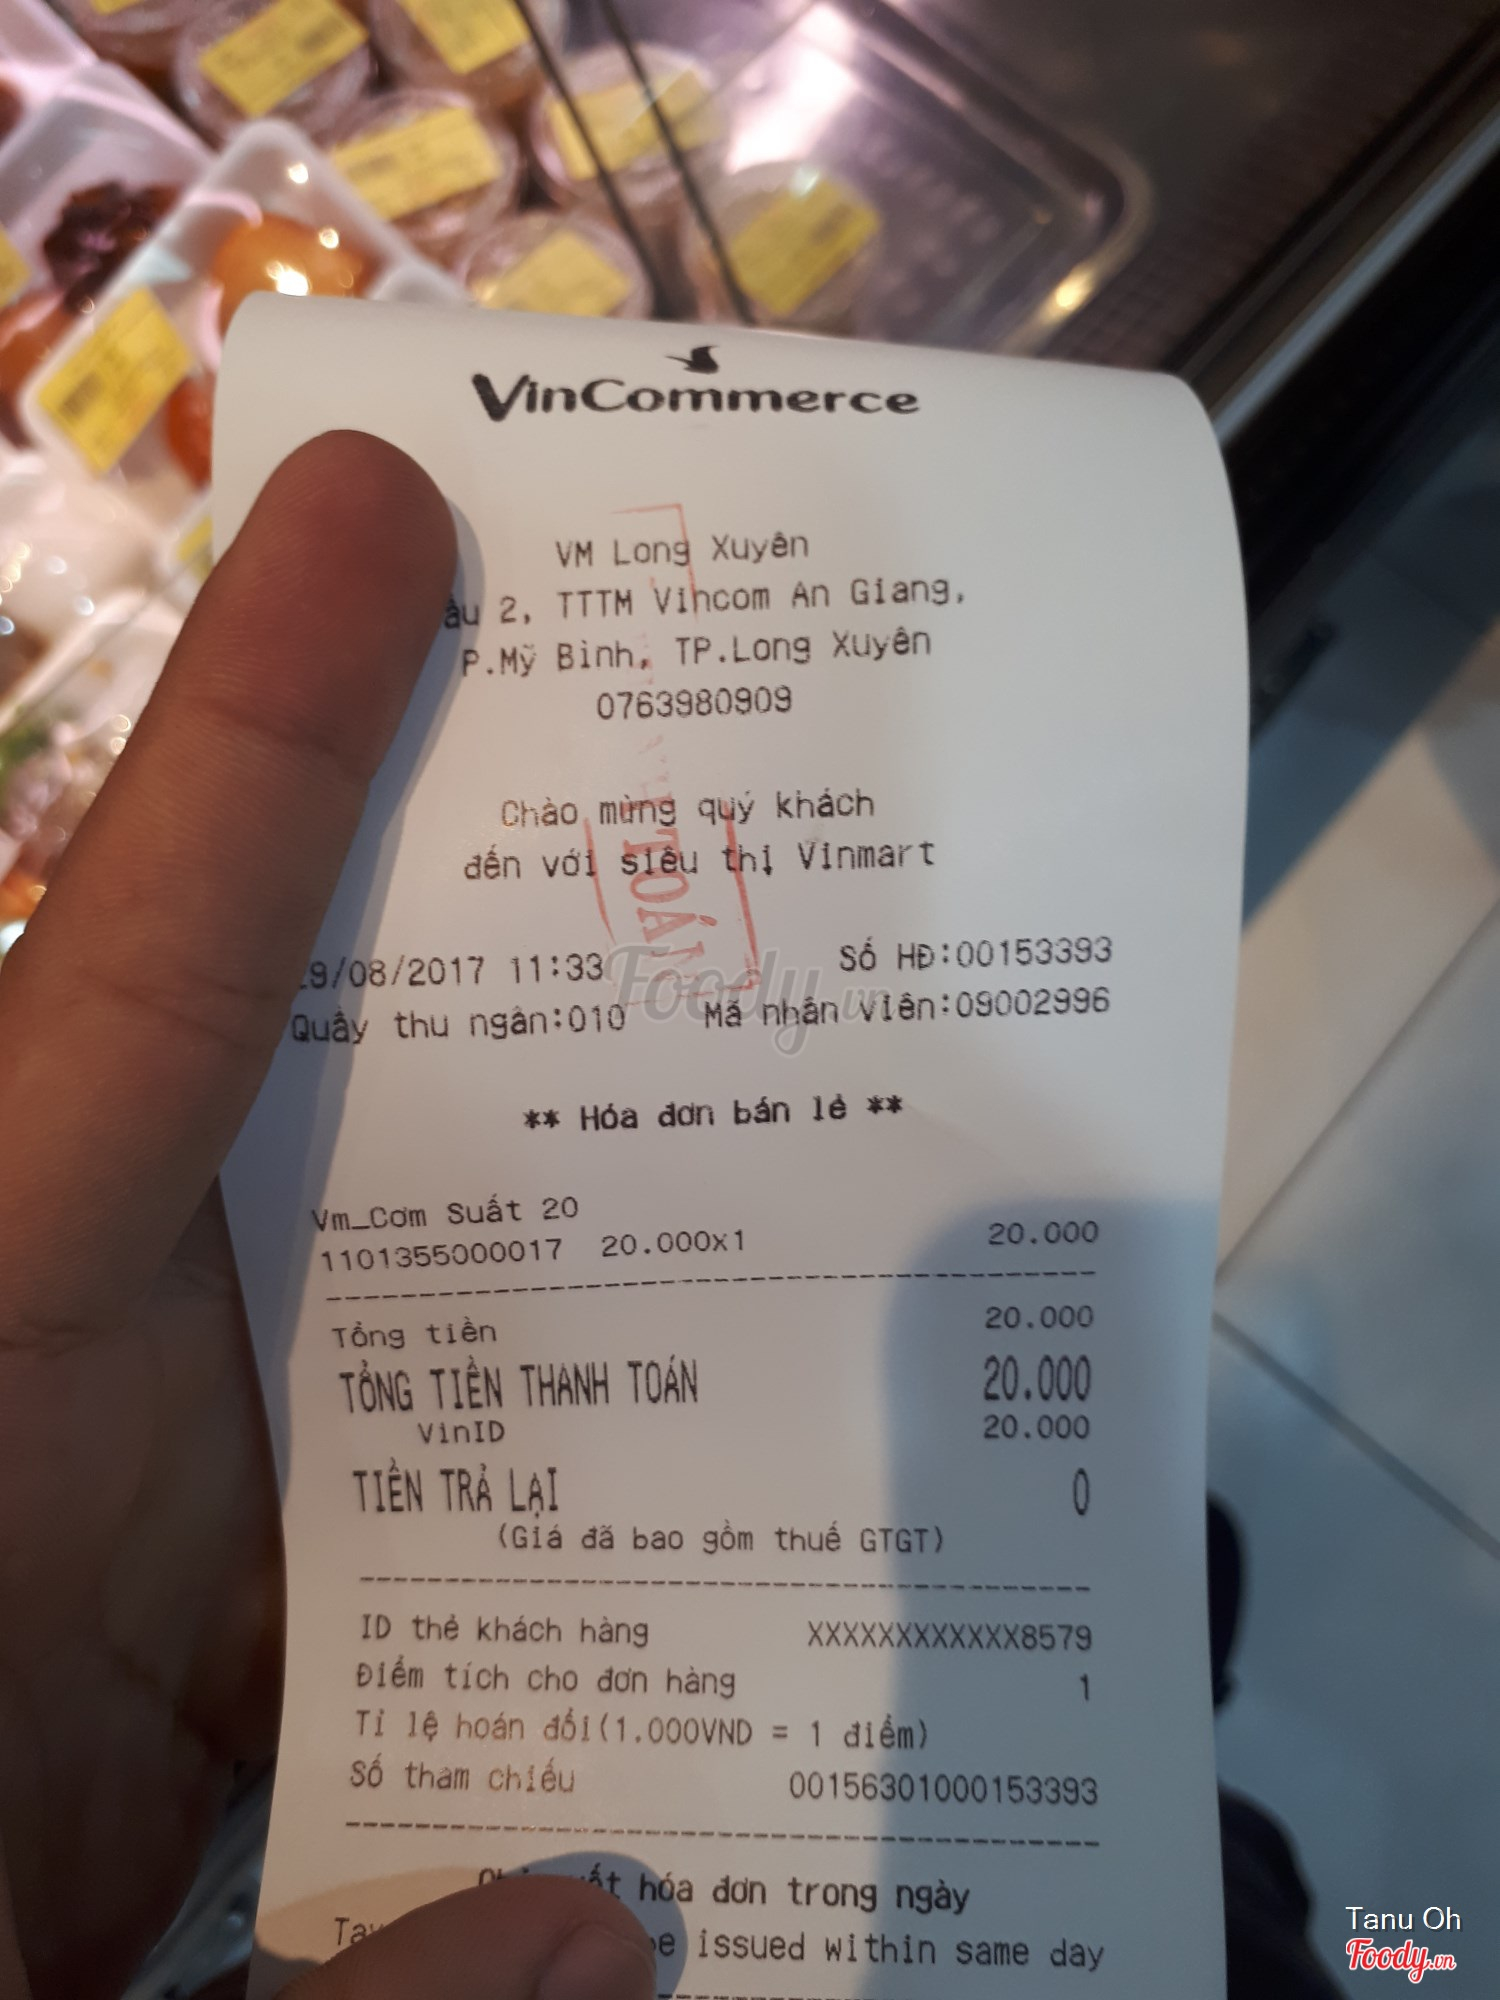 VinCommerce
VM Long Xuyên
ầu 2, TTTM Vincom An Giang,
P.Mỹ Bình, TP.Long Xuyên
0763980909
Chào mừng quý khách
đến với siêu thị Vinmart
9/08/2017 11:33 Số HĐ:00153393
Quầy thu ngân:010 Mã nhân viên:09002996
TOÁN
Foody.vn
** Hóa đơn bán lẻ **
Vm_Cơm Suất 20
1101355000017 20.000x1 20.000
Tổng tiền 20.000
TỔNG TIỀN THANH TOÁN 20.000
VinID 20.000
TIỀN TRẢ LẠI 0
(Giá đã bao gồm thuế GTGT)
ID thẻ khách hàng XXXXXXXXXXXX8579
Điểm tích cho đơn hàng 1
Tỉ lệ hoán đổi(1.000VND = 1 điểm)
Số tham chiếu 00156301000153393
hóa đơn trong ngày
issued within same day
Tanu Oh
Foody.vn